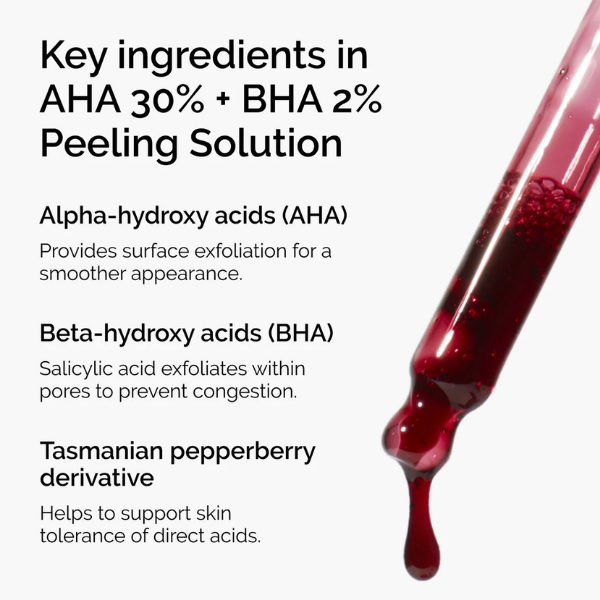 Key ingredients in
AHA 30% + BHA 2%
Peeling Solution
Alpha-hydroxy acids (AHA)
Provides surface exfoliation for a
smoother appearance.
Beta-hydroxy acids (BHA)
Salicylic acid exfoliates within
pores to prevent congestion.
Tasmanian pepperberry
derivative
Helps to support skin
tolerance of direct acids.